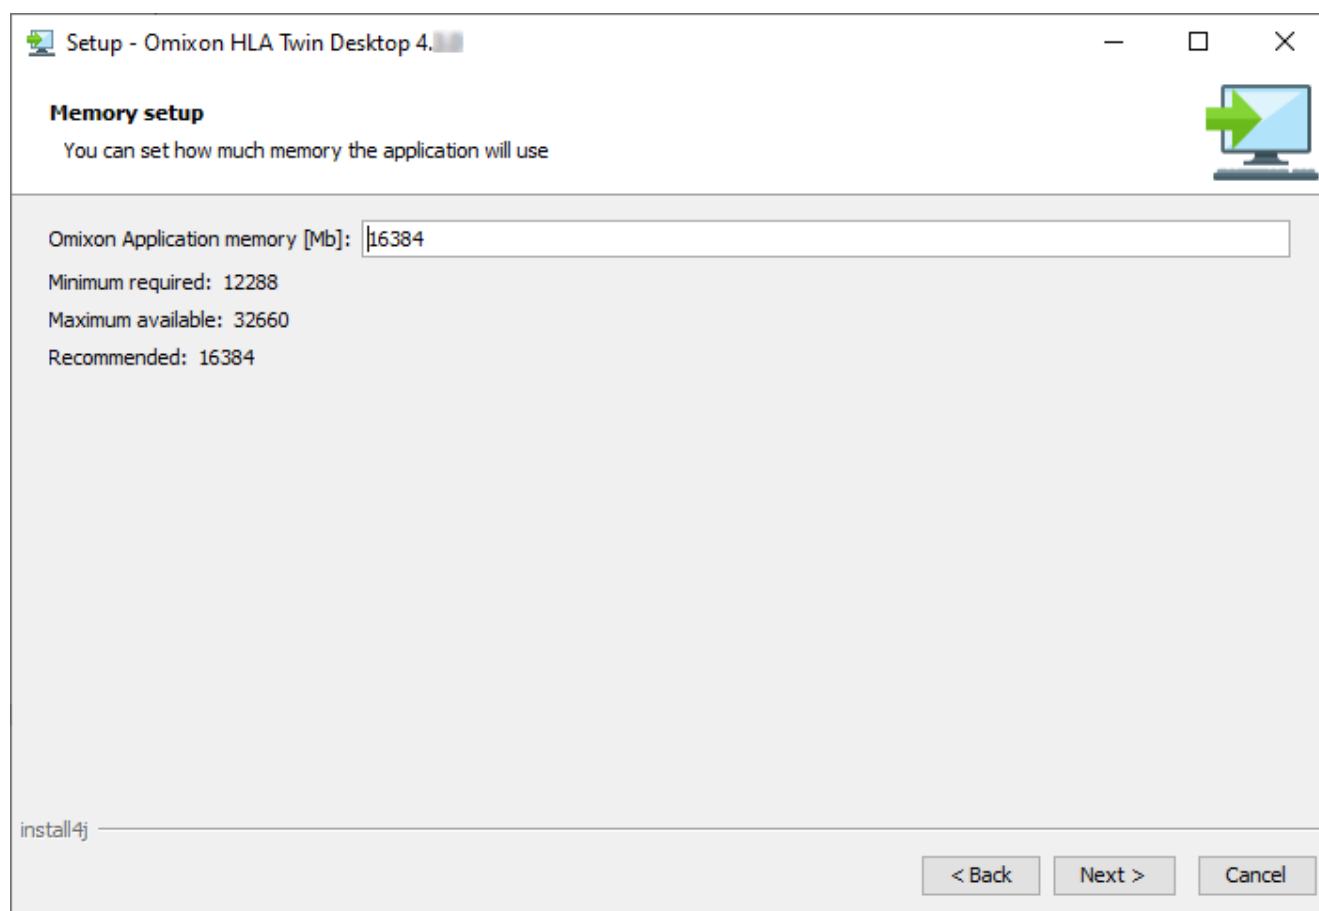 Setup - Omixon HLA Twin Desktop 4.
Memory setup
You can set how much memory the application will use
Omixon Application memory [Mb]: 16384
Minimum required: 12288
Maximum available: 32660
Recommended: 16384
install4j
< Back Next > Cancel